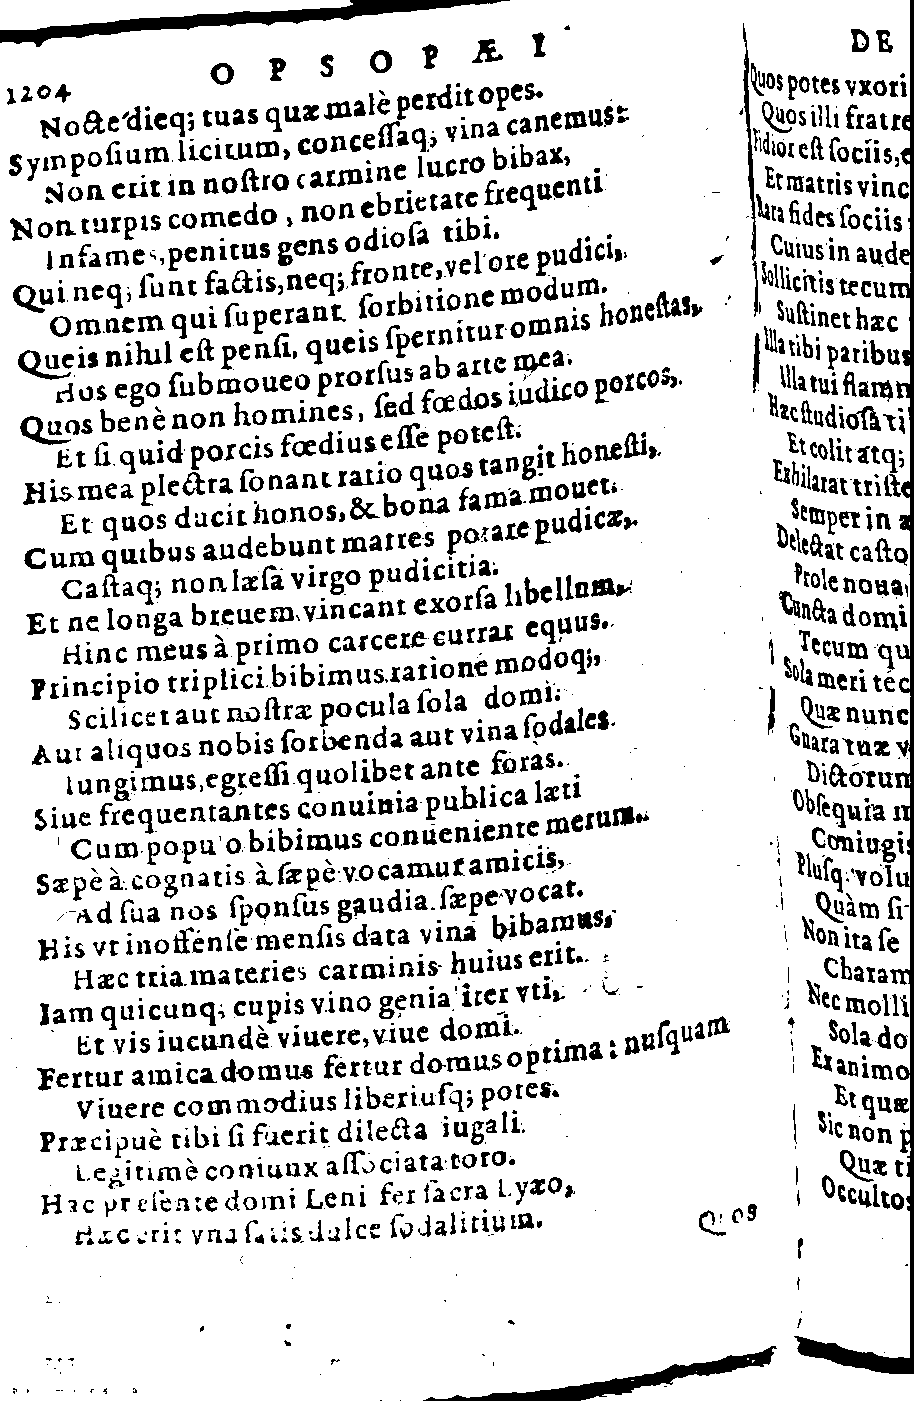 1204 OPSOPÆI
Nocte dieq; tuas quæ malè perdit opes.
Symposium licitum, concessaq; vina canemus:
Non erit in nostro carmine lucro bibax,
Non turpis comedo, non ebrietate frequenti
Infames, penitus gens odiosa tibi.
Qui neq; sunt factis, neq; fronte, vel ore pudici,
Omnem qui superant sorbitione modum.
Queis nihil est pensi, queis spernitur omnis honestas,
Hos ego submoueo prorsus ab arte mea.
Quos benè non homines, sed fœdos iudico porcos,
Et si quid porcis fœdius esse potest.
His mea plectra sonant ratio quos tangit honesti,
Et quos ducit honos, & bona fama mouet.
Cum quibus audebunt matres potare pudicæ,
Castaq; non læsa virgo pudicitia.
Et ne longa breuem vincant exorsa libellum,
Hinc meus à primo carcere currat equus.
Principio triplici bibimus ratione modoq;,
Scilicet aut nostræ pocula sola domi:
Aut aliquos nobis sorbenda aut vina sodales
Iungimus, egressi quolibet ante foras.
Siue frequentantes conuiuia publica læti
Cum populo bibimus conueniente merum.
Sæpè à cognatis à sæpè vocamur amicis,
Ad sua nos sponsus gaudia sæpe vocat.
His vt inoffense mensis data vina bibamus,
Hæc tria materies carminis huius erit.
Iam quicunq; cupis vino genialiter vti,
Et vis iucundè viuere, viue domi.
Fertur amica domus fertur domus optima: nusquam
Viuere commodius liberiusq; potes.
Præcipuè tibi si fuerit dilecta iugali
Legitimè coniunx associata toro.
Hac presente domi Leni fer sacra Lyæo,
Hæc erit vna satis dulce sodalitium.
Quos
DE
Quos potes vxori
Quos illi fratre
Fidior est sociis,
Et matris vinc
Rara fides sociis
Cuius in aude
Sollicitis tecum
Sustinet hæc
Illa tibi paribus
Illa tui flamm
Hæc studiosa ti
Et colit atq;
Exhilarat triste
Semper in a
Delectat casto
Prole noua
Cuncta domi
Tecum qu
Sola meri tec
Quæ nunc
Gnara tuæ v
Dictorum
Obsequia m
Coniugis
Plusq. volu
Quàm si
Non ita se
Charam
Nec molli
Sola do
Ex animo
Et quæ
Sic non p
Quæ ti
Occultos